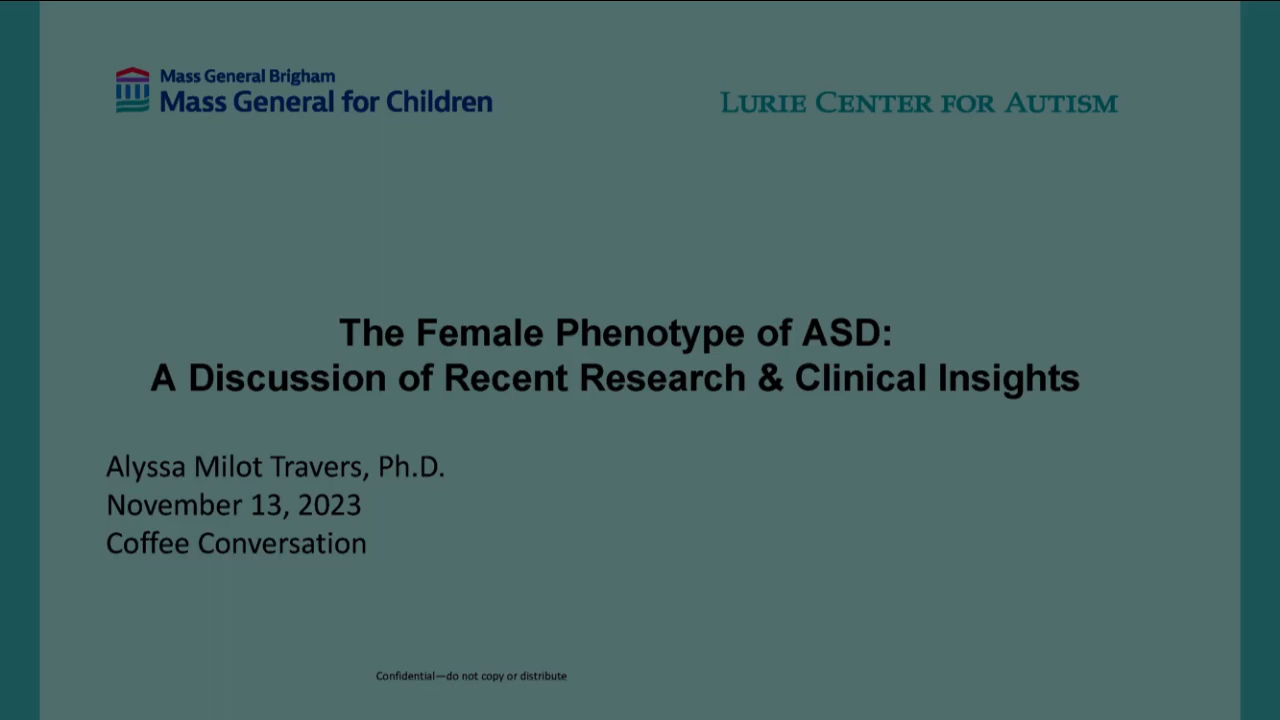 Mass General Brigham
Mass General for Children
LURIE CENTER FOR AUTISM
The Female Phenotype of ASD:
A Discussion of Recent Research & Clinical Insights
Alyssa Milot Travers, Ph.D.
November 13, 2023
Coffee Conversation
Confidential—do not copy or distribute